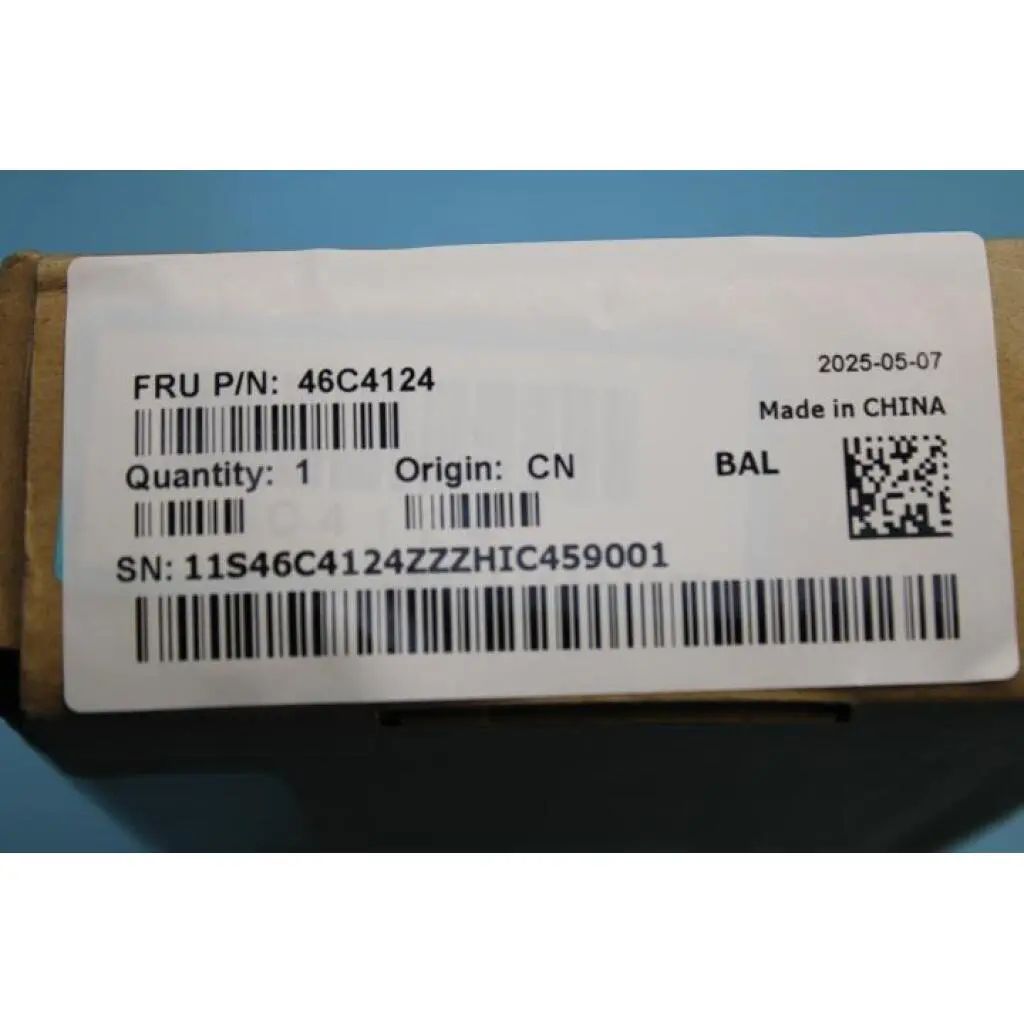 2025-05-07
FRU P/N: 46C4124
Made in CHINA
Quantity: 1 Origin: CN BAL
SN: 11S46C4124ZZZHIC459001